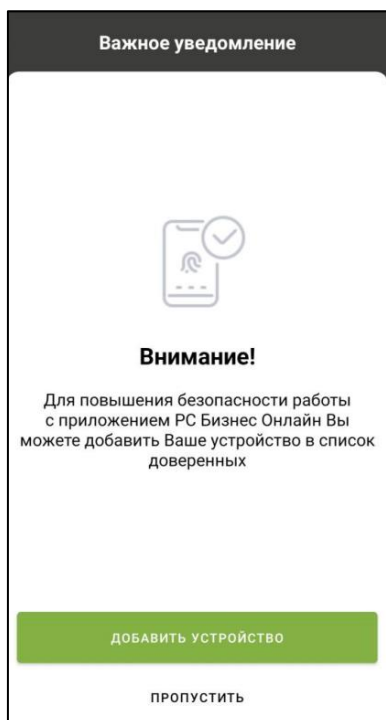 Важное уведомление
Внимание!
Для повышения безопасности работы
с приложением РС Бизнес Онлайн Вы
можете добавить Ваше устройство в список
доверенных
ДОБАВИТЬ УСТРОЙСТВО
ПРОПУСТИТЬ